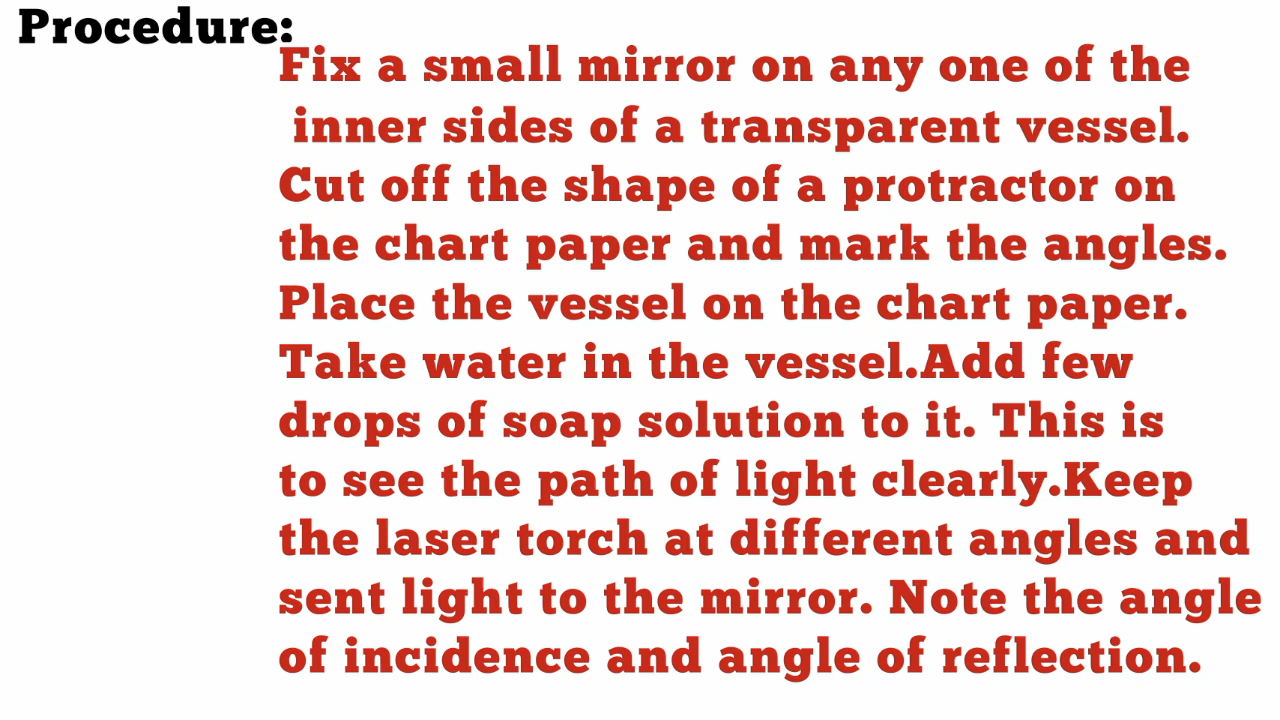 Procedure:
Fix a small mirror on any one of the
inner sides of a transparent vessel.
Cut off the shape of a protractor on
the chart paper and mark the angles.
Place the vessel on the chart paper.
Take water in the vessel.Add few
drops of soap solution to it. This is
to see the path of light clearly.Keep
the laser torch at different angles and
sent light to the mirror. Note the angle
of incidence and angle of reflection.